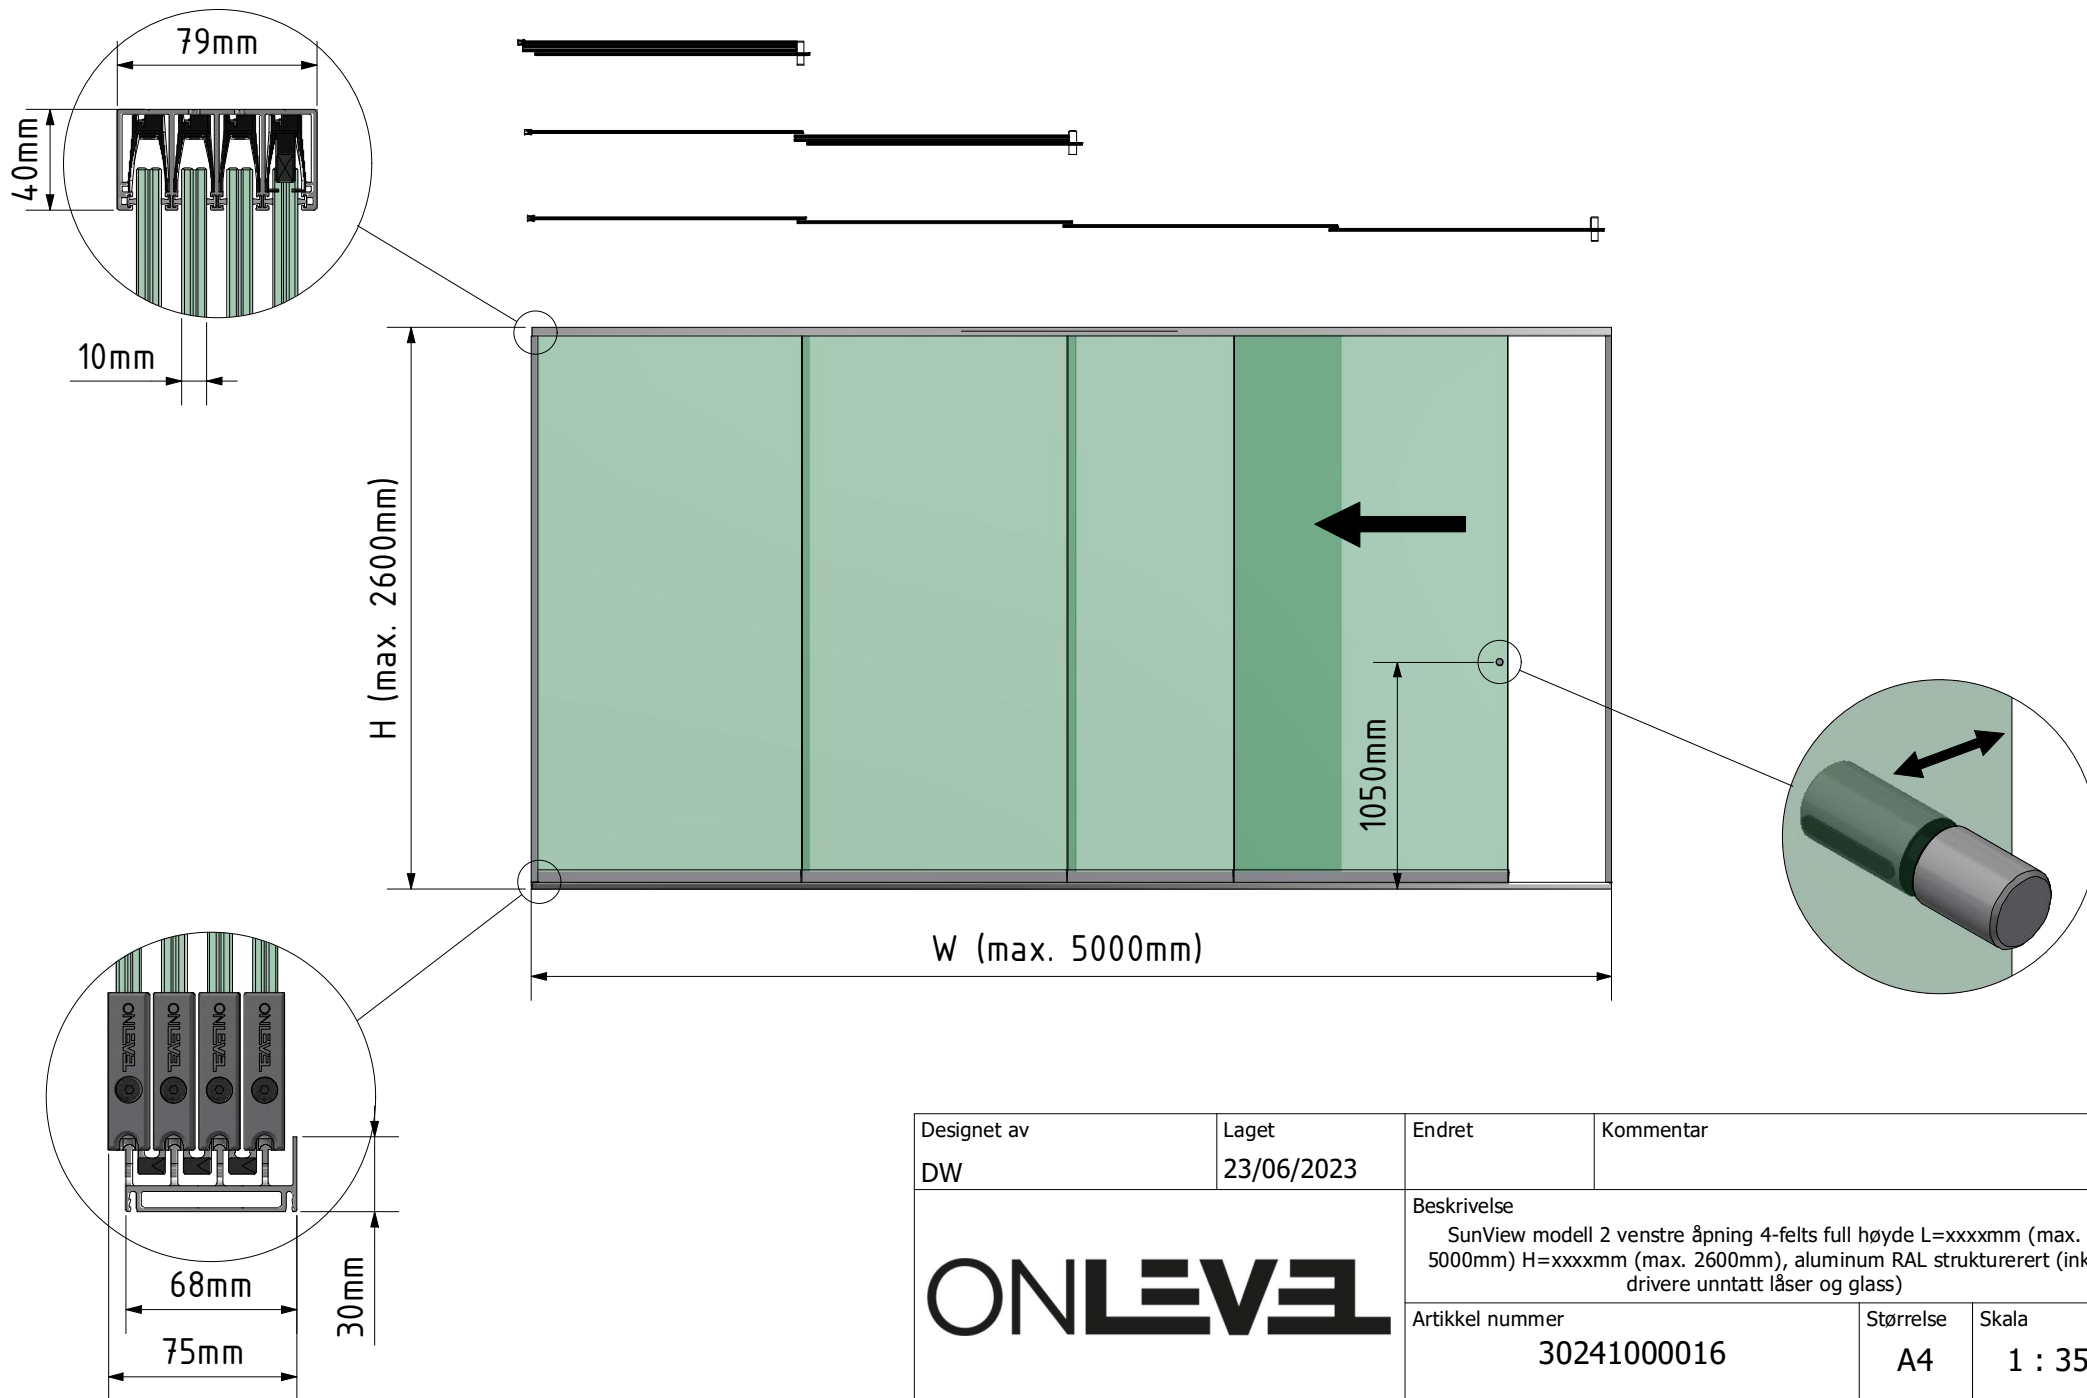 79mm
40mm
10mm
H (max. 2600mm)
1050mm
W (max. 5000mm)
ONLEVEL
ONLEVEL
ONLEVEL
ONLEVEL
30mm
68mm
75mm
Designet av
DW
Laget
23/06/2023
Endret
Kommentar
ONLEVEL
Beskrivelse
SunView modell 2 venstre åpning 4-felts full høyde L=xxxxmm (max.
5000mm) H=xxxxmm (max. 2600mm), aluminum RAL strukturerert (ink
drivere unntatt låser og glass)
Artikkel nummer
30241000016
Størrelse
A4
Skala
1 : 35